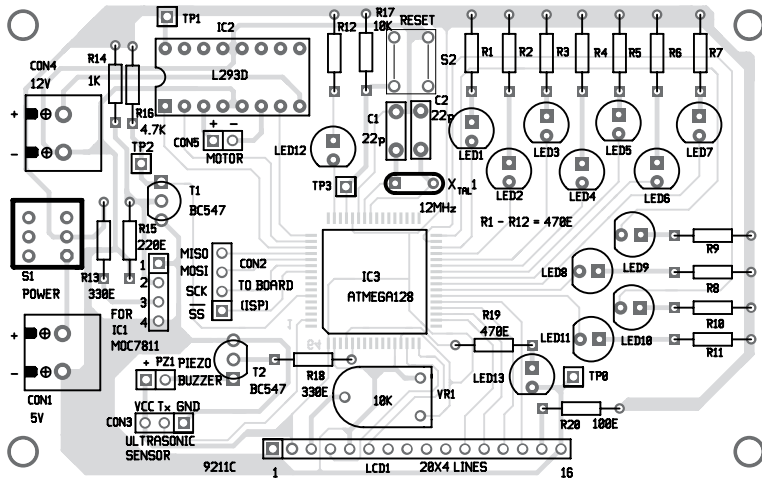 TP1
R17
10K
R12
RESET
IC2
CON4
12V
R14
1K
L293D
S2
R1
R2
R3
R4
R5
R6
R7
R16
4.7K
C1
22p
C2
22p
+
-
CON5
+ -
MOTOR
LED12
LED1
LED3
LED5
LED7
TP2
TP3
XTAL1
12MHz
LED2
LED4
LED6
T1
BC547
R1 - R12 = 470E
R15
220E
S1
POWER
R13
330E
MISO
MOSI
SCK
SS
CON2
TO BOARD
(ISP)
IC3
ATMEGA128
LED9
R9
LED8
R8
1
2
3
4
FOR
IC1
MOC7811
R19
470E
LED11
LED10
R10
R11
1
64
+
-
CON1
5V
+ PZ1
PIEZO
BUZZER
T2
BC547
R18
330E
10K
VR1
LED13
TP0
R20
100E
VCC Tx GND
CON3
ULTRASONIC
SENSOR
9211C
1
LCD1
20X4 LINES
16